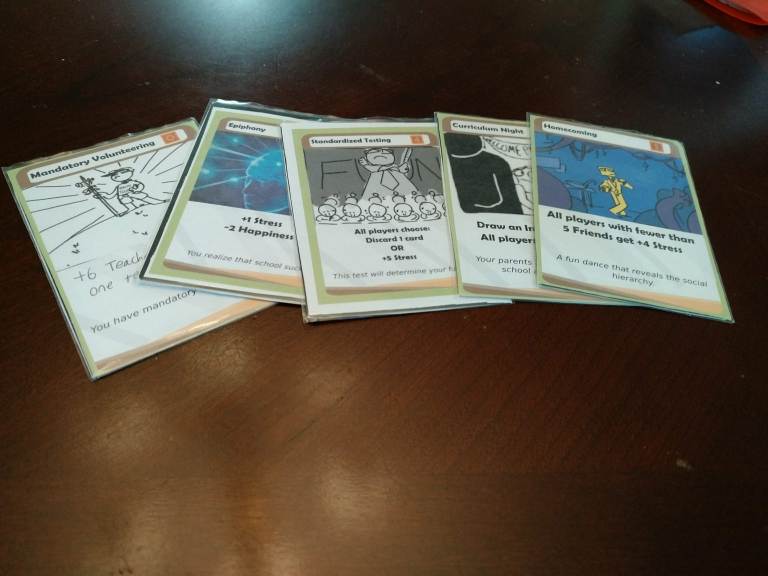 Mandatory Volunteering
+6
one
You have mandatory
Epiphony
+1 Stress
-2 Happiness
You realize that school
Standardized Testing
FUN
All players choose:
Discard 1 card
OR
+5 Stress
This test will determine your
Curriculum Night
Draw an
All
Your parents
school
Homecoming
All players with fewer than
5 Friends get +4 Stress
A fun dance that reveals the social
hierarchy.